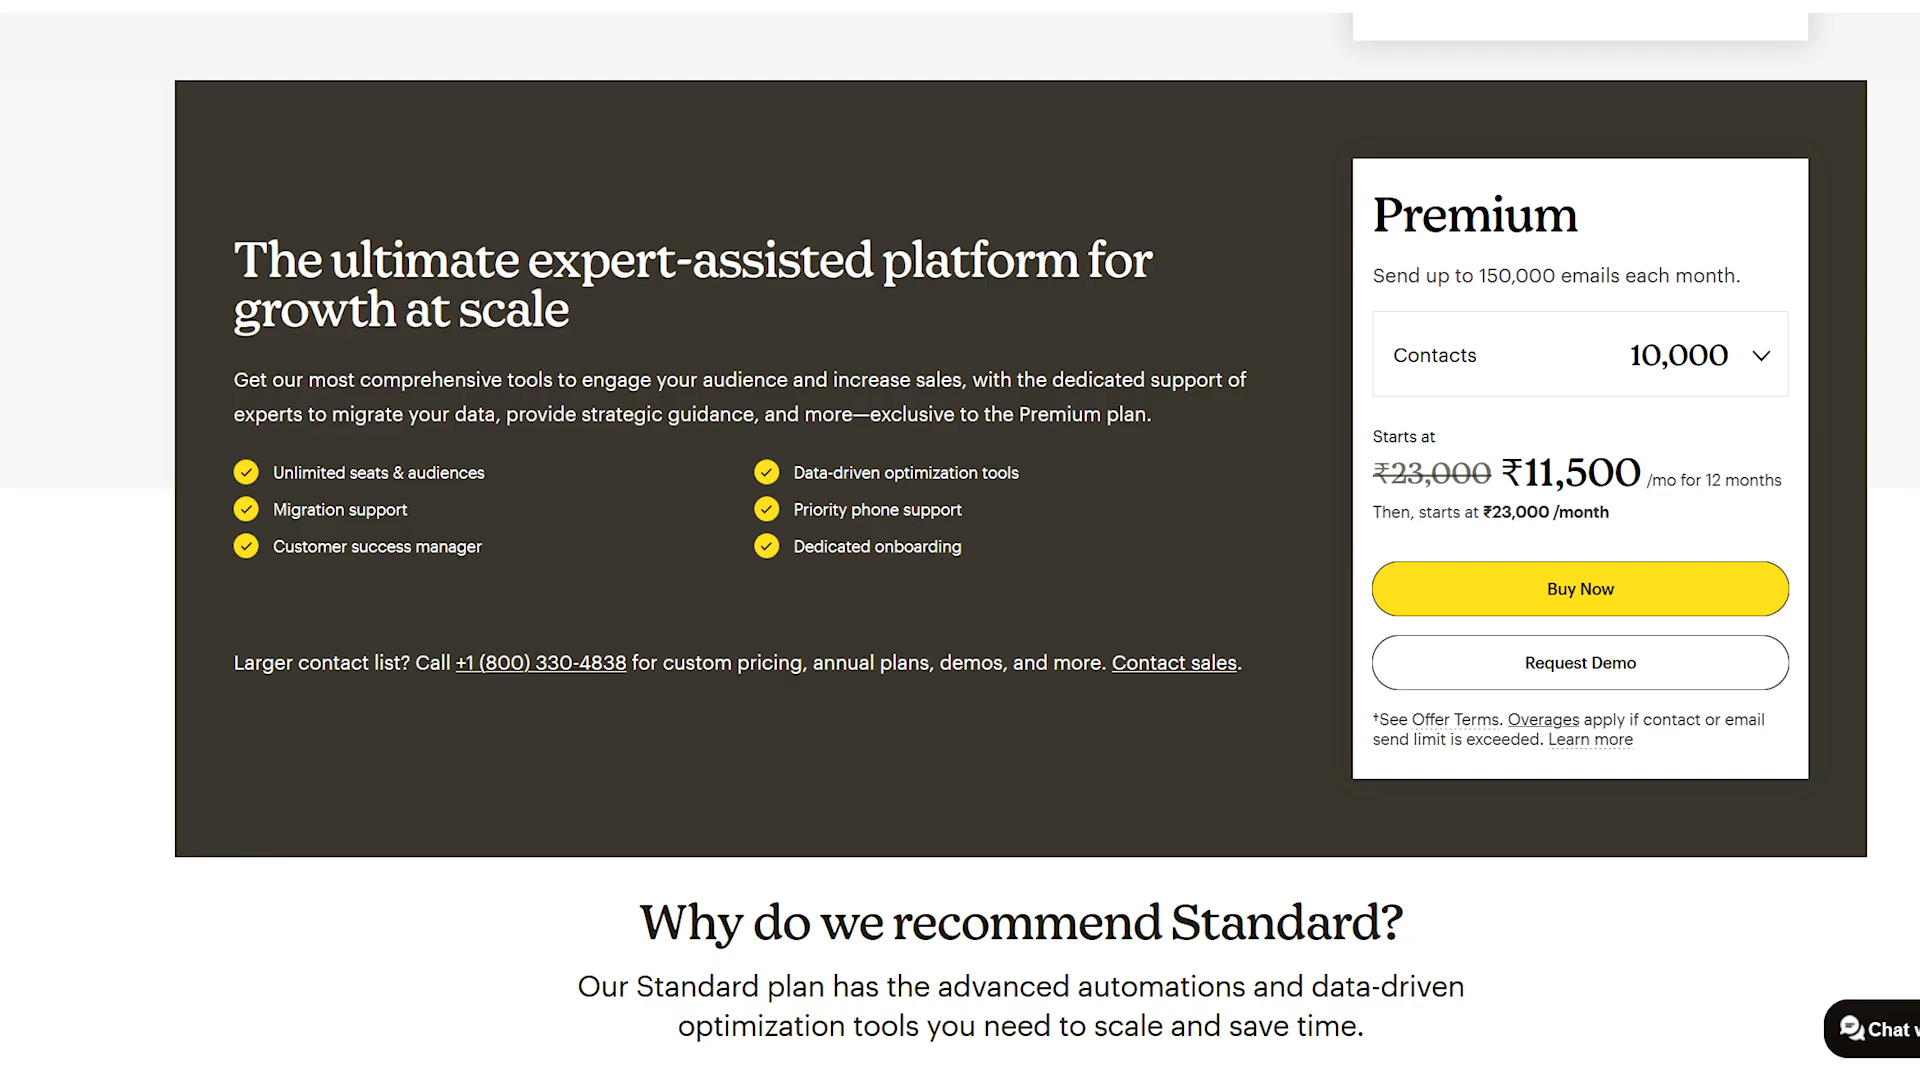 The ultimate expert-assisted platform for
growth at scale
Get our most comprehensive tools to engage your audience and increase sales, with the dedicated support of
experts to migrate your data, provide strategic guidance, and more—exclusive to the Premium plan.
Unlimited seats & audiences
Migration support
Customer success manager
Data-driven optimization tools
Priority phone support
Dedicated onboarding
Larger contact list? Call +1 (800) 330-4838 for custom pricing, annual plans, demos, and more. Contact sales.
Premium
Send up to 150,000 emails each month.
Contacts 10,000
Starts at
₹23,000 ₹11,500 /mo for 12 months
Then, starts at ₹23,000 /month
Buy Now
Request Demo
†See Offer Terms. Overages apply if contact or email
send limit is exceeded. Learn more
Why do we recommend Standard?
Our Standard plan has the advanced automations and data-driven
optimization tools you need to scale and save time.
Chat